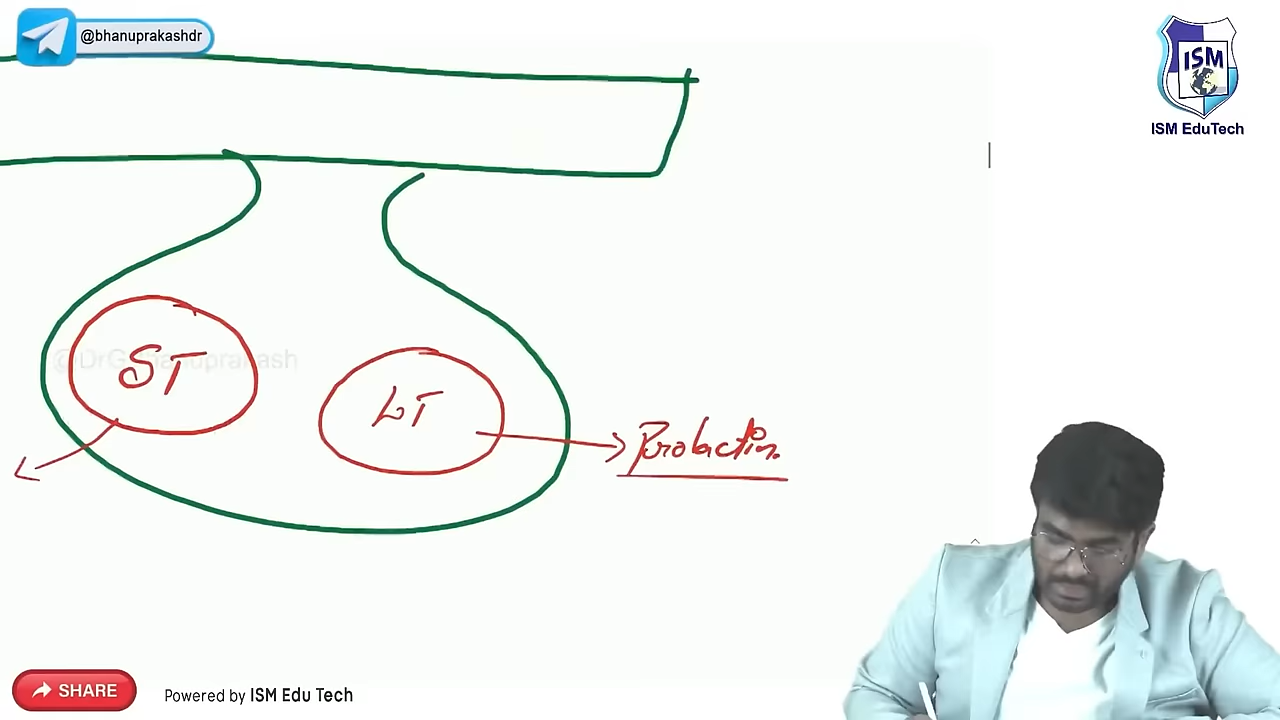 @bhanuprakashdr
ISM
ISM EduTech
ST
LT
Prolactin.
SHARE
Powered by ISM Edu Tech